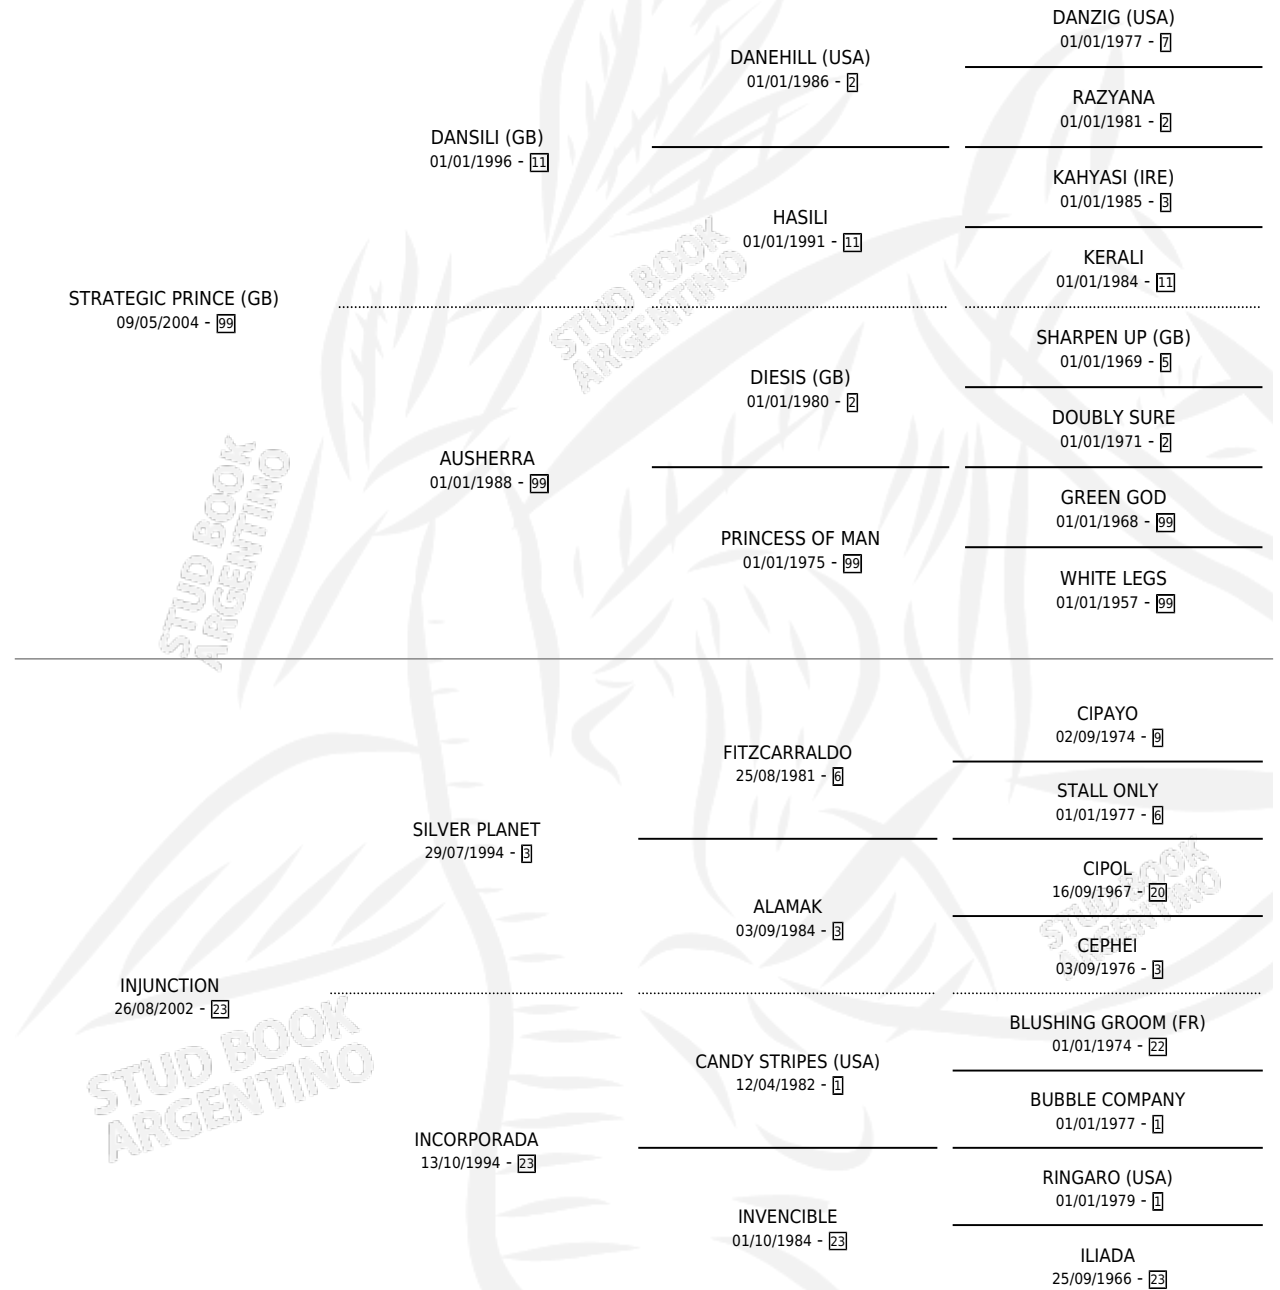 DANZIG (USA)
01/01/1977 - 7
DANEHILL (USA)
01/01/1986 - 2
RAZYANA
01/01/1981 - 2
DANSILI (GB)
01/01/1996 - 11
KAHYASI (IRE)
01/01/1985 - 3
HASILI
01/01/1991 - 11
KERALI
01/01/1984 - 11
STRATEGIC PRINCE (GB)
09/05/2004 - 99
SHARPEN UP (GB)
01/01/1969 - 5
DIESIS (GB)
01/01/1980 - 2
DOUBLY SURE
01/01/1971 - 2
AUSHERRA
01/01/1988 - 99
GREEN GOD
01/01/1968 - 99
PRINCESS OF MAN
01/01/1975 - 99
WHITE LEGS
01/01/1957 - 99
CIPAYO
02/09/1974 - 9
FITZCARRALDO
25/08/1981 - 6
STALL ONLY
01/01/1977 - 6
SILVER PLANET
29/07/1994 - 3
CIPOL
16/09/1967 - 20
ALAMAK
03/09/1984 - 3
CEPHEI
03/09/1976 - 3
INJUNCTION
26/08/2002 - 23
BLUSHING GROOM (FR)
01/01/1974 - 22
CANDY STRIPES (USA)
12/04/1982 - 1
BUBBLE COMPANY
01/01/1977 - 1
INCORPORADA
13/10/1994 - 23
RINGARO (USA)
01/01/1979 - 1
INVENCIBLE
01/10/1984 - 23
ILIADA
25/09/1966 - 23
STUD BOOK
ARGENTINO
STUD BOOK
ARGENTINO
STUD BOOK
ARGENTINO
STUD BOOK
ARGENTINO